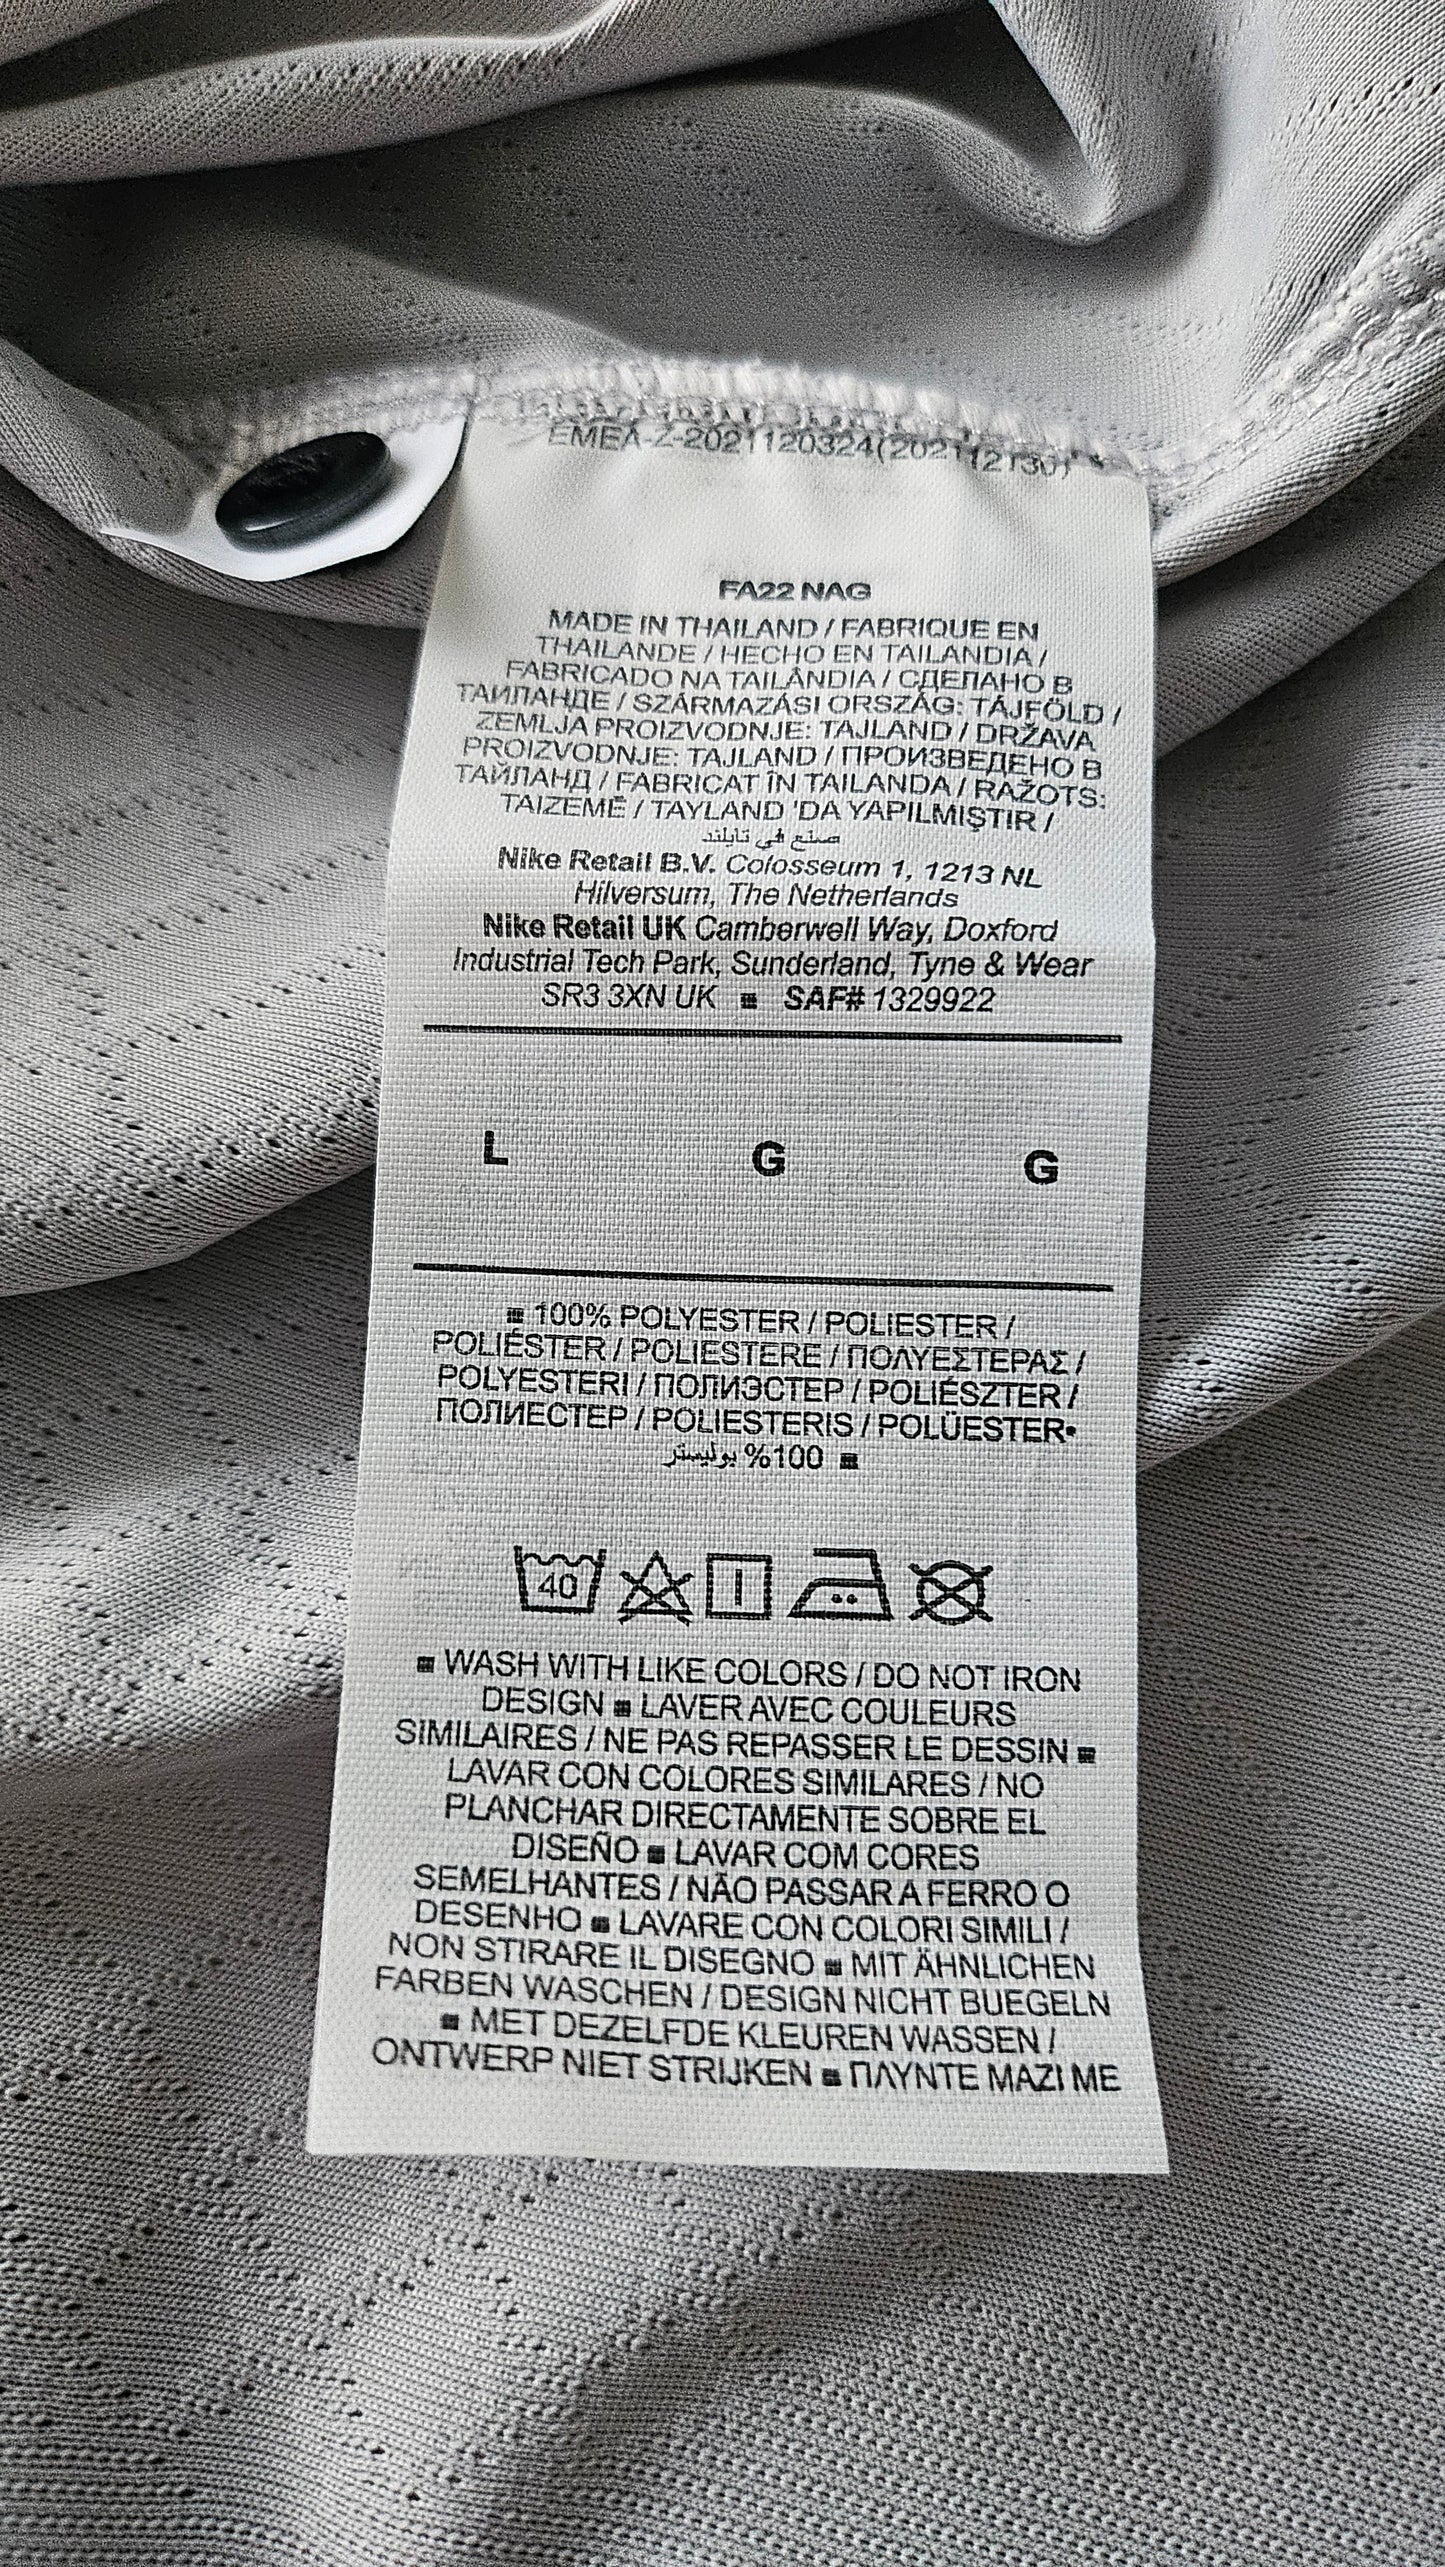 EMEA-Z-2021120324(202112130)
FA22 NAG
MADE IN THAILAND / FABRIQUE EN
THAILANDE / HECHO EN TAILANDIA /
FABRICADO NA TAILÂNDIA / СДЕЛАНО В
ТАИЛАНДЕ / SZÁRMAZÁSI ORSZÁG: TÁJFÖLD /
ZEMLJA PROIZVODNJE: TAJLAND / DRŽAVA
PROIZVODNJE: TAJLAND / ПРОИЗВЕДЕНО В
ТАЙЛАНД / FABRICAT ÎN TAILANDA / RAŽOTS:
TAIZEMĒ / TAYLAND 'DA YAPILMIŞTIR /
صنع في تايلند
Nike Retail B.V. Colosseum 1, 1213 NL
Hilversum, The Netherlands
Nike Retail UK Camberwell Way, Doxford
Industrial Tech Park, Sunderland, Tyne & Wear
SR3 3XN UK ■ SAF# 1329922
L G G
■ 100% POLYESTER / POLIESTER /
POLIÉSTER / POLIESTERE / ΠΟΛΥΕΣΤΕΡΑΣ /
POLYESTERI / ПОЛИЭСТЕР / POLIÉSZTER /
ПОЛИЕСТЕР / POLIESTERIS / POLÜESTER•
100% بوليستر ■
40
■ WASH WITH LIKE COLORS / DO NOT IRON
DESIGN ■ LAVER AVEC COULEURS
SIMILAIRES / NE PAS REPASSER LE DESSIN ■
LAVAR CON COLORES SIMILARES / NO
PLANCHAR DIRECTAMENTE SOBRE EL
DISEÑO ■ LAVAR COM CORES
SEMELHANTES / NÃO PASSAR A FERRO O
DESENHO ■ LAVARE CON COLORI SIMILI /
NON STIRARE IL DISEGNO ■ MIT ÄHNLICHEN
FARBEN WASCHEN / DESIGN NICHT BUEGELN
■ MET DEZELFDE KLEUREN WASSEN /
ONTWERP NIET STRIJKEN ■ ΠΛΥΝΤΕ ΜΑΖΙ ΜΕ